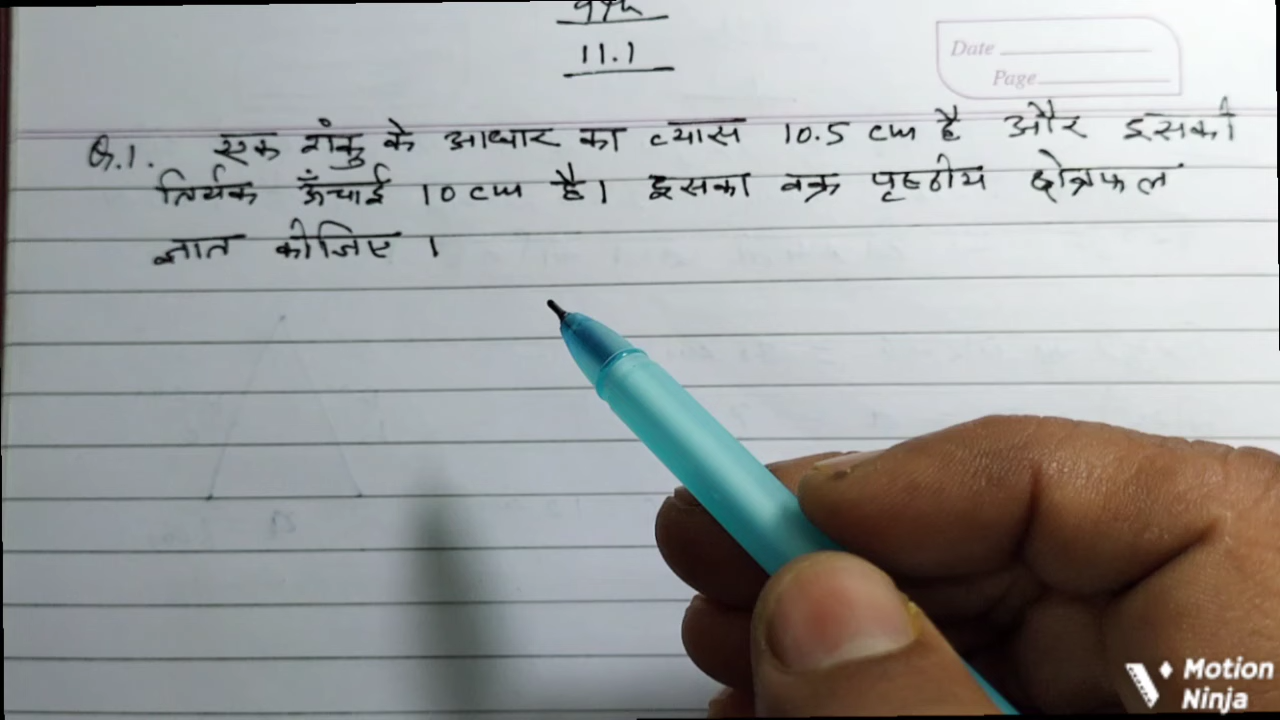 9th
11.1
Date
Page
Q.1. एक शंकु के आधार का व्यास 10.5 cm है और इसकी
तिर्यक ऊँचाई 10 cm है। इसका वक्र पृष्ठीय क्षेत्रफल
ज्ञात कीजिए ।
Motion
Ninja